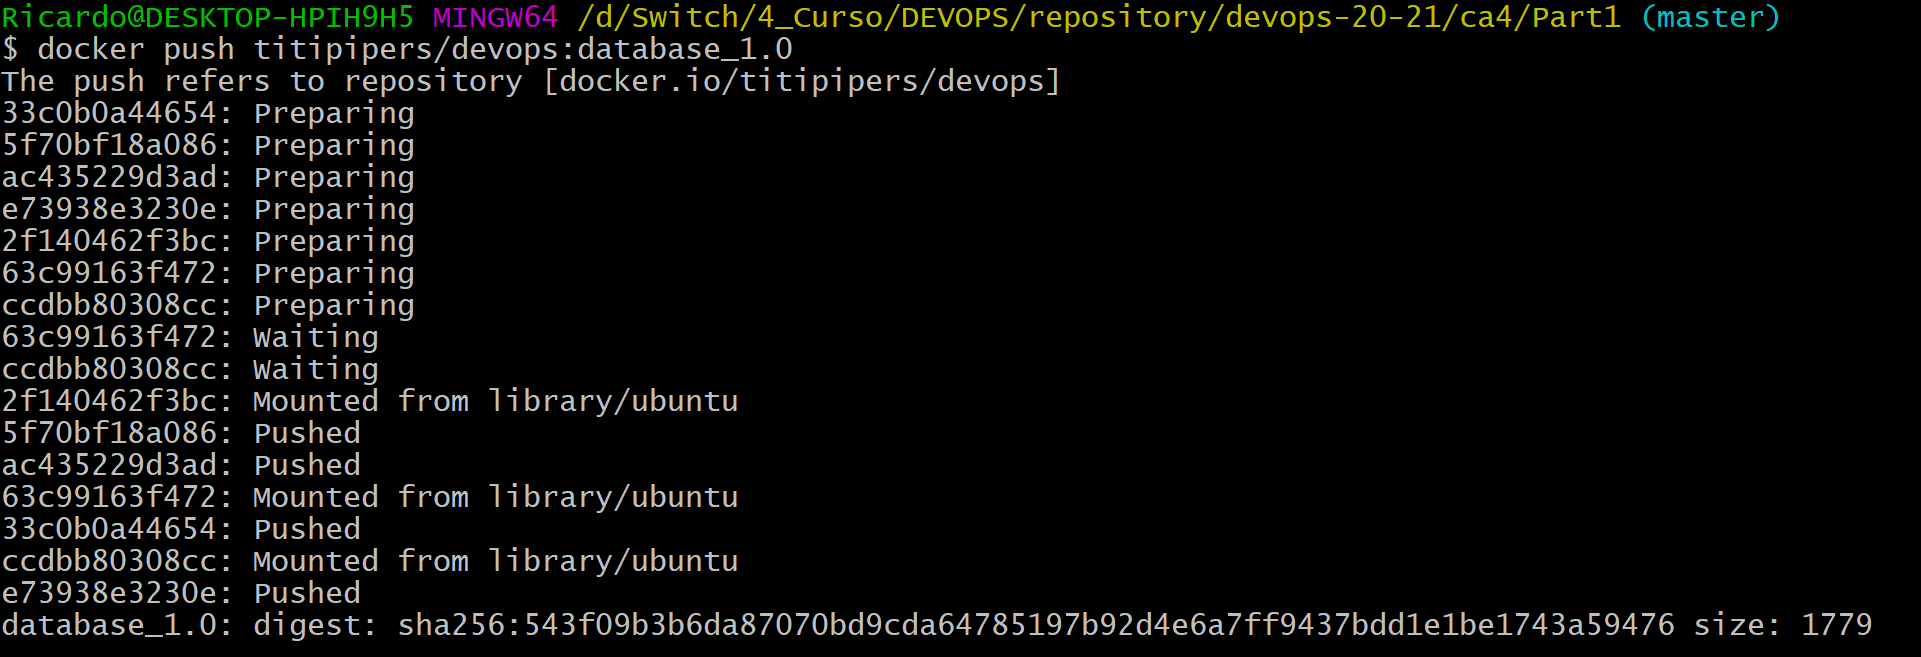 Ricardo@DESKTOP-HPIH9H5 MINGW64 /d/Switch/4_Curso/DEVOPS/repository/devops-20-21/ca4/Part1 (master)
$ docker push titipipers/devops:database_1.0
The push refers to repository [docker.io/titipipers/devops]
33c0b0a44654: Preparing
5f70bf18a086: Preparing
ac435229d3ad: Preparing
e73938e3230e: Preparing
2f140462f3bc: Preparing
63c99163f472: Preparing
ccdbb80308cc: Preparing
63c99163f472: Waiting
ccdbb80308cc: Waiting
2f140462f3bc: Mounted from library/ubuntu
5f70bf18a086: Pushed
ac435229d3ad: Pushed
63c99163f472: Mounted from library/ubuntu
33c0b0a44654: Pushed
ccdbb80308cc: Mounted from library/ubuntu
e73938e3230e: Pushed
database_1.0: digest: sha256:543f09b3b6da87070bd9cda64785197b92d4e6a7ff9437bdd1e1be1743a59476 size: 1779